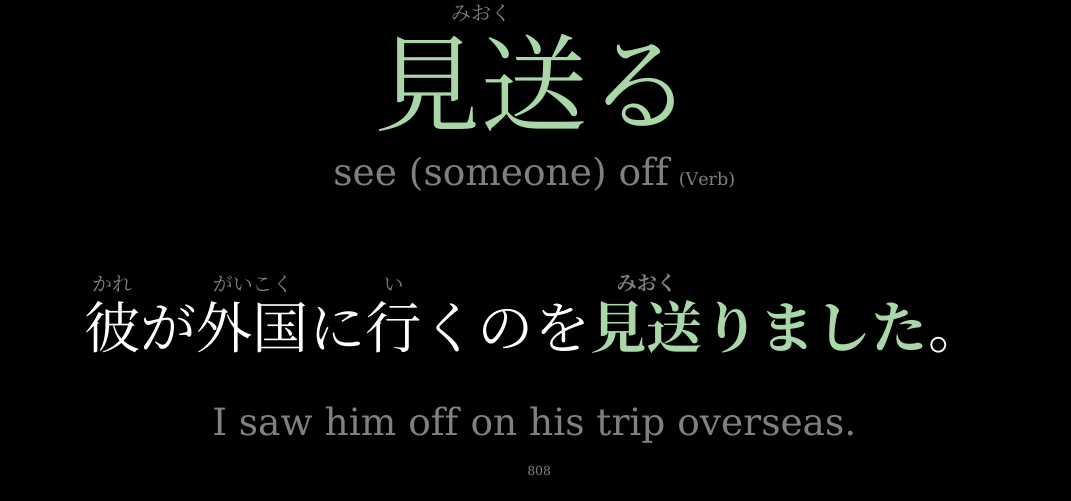 みおく
見送る
see (someone) off (Verb)
かれ がいこく い みおく
彼が外国に行くのを見送りました。
I saw him off on his trip overseas.
808